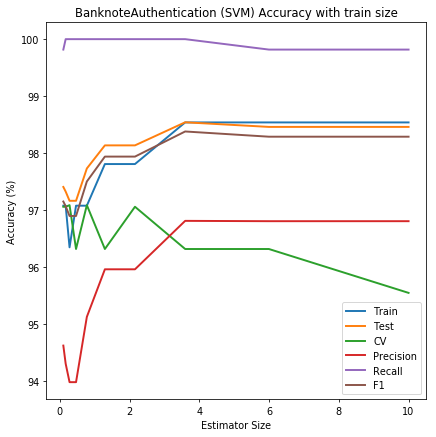 BanknoteAuthentication (SVM) Accuracy with train size
100
99
98
97
96
95
94
Accuracy (%)
0
2
4
6
8
10
Estimator Size
Train
Test
CV
Precision
Recall
F1